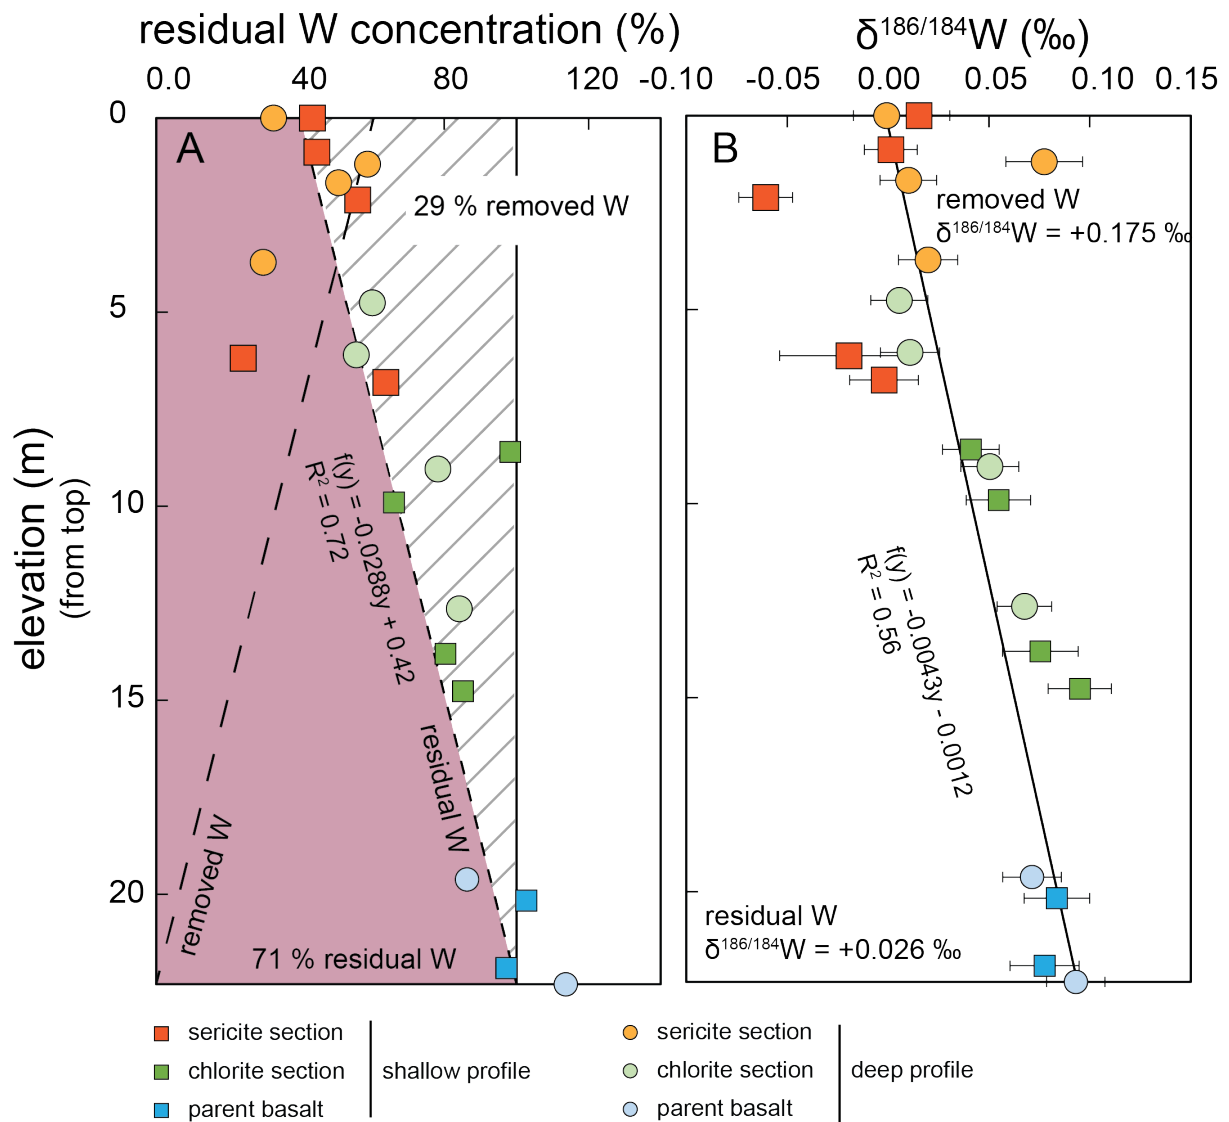 residual W concentration (%)
δ186/184W (‰)
0.0 40 80 120 -0.10 -0.05 0.00 0.05 0.10 0.15
0
5
10
15
20
elevation (m)
(from top)
A
29 % removed W
f(y) = -0.0288y + 0.42
R2 = 0.72
removed W
residual W
71 % residual W
B
removed W
δ186/184W = +0.175 ‰
f(y) = -0.0043y - 0.0012
R2 = 0.56
residual W
δ186/184W = +0.026 ‰
sericite section
chlorite section
parent basalt
shallow profile
sericite section
chlorite section
parent basalt
deep profile